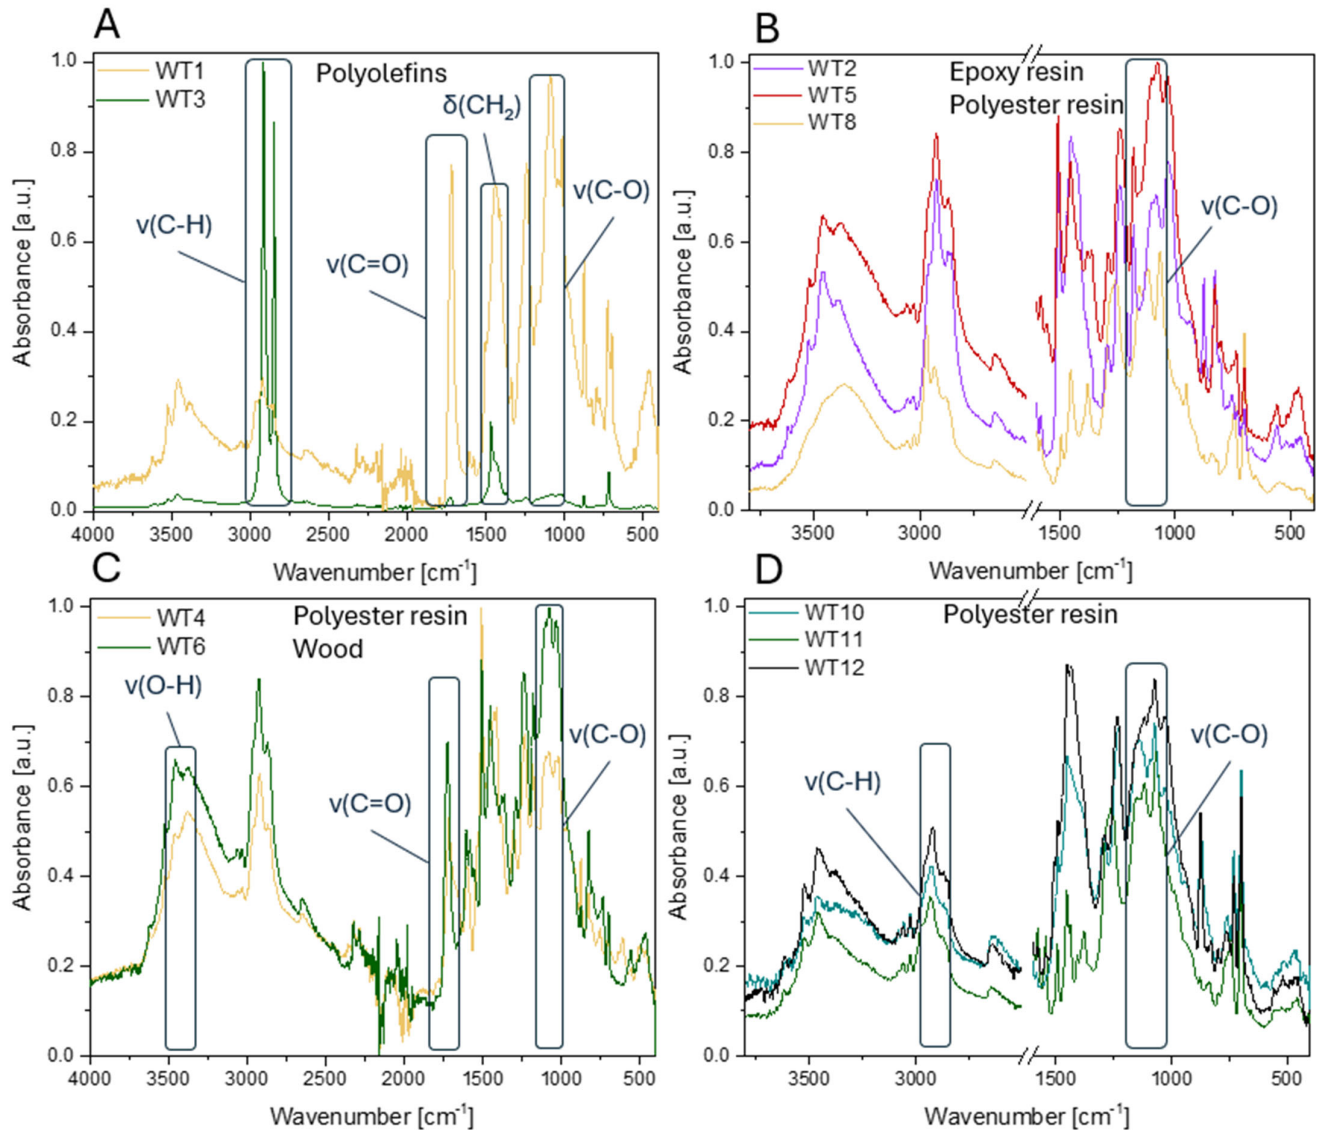 A
Absorbance [a.u.]
1.0
0.8
0.6
0.4
0.2
0.0
WT1
WT3
Polyolefins
δ(CH₂)
ν(C-H)
ν(C=O)
ν(C-O)
4000 3500 3000 2500 2000 1500 1000 500
Wavenumber [cm⁻¹]
B
Absorbance [a.u.]
1.0
0.8
0.6
0.4
0.2
0.0
WT2
WT5
WT8
Epoxy resin
Polyester resin
ν(C-O)
3500 3000 1500 1000 500
Wavenumber [cm⁻¹]
C
Absorbance [a.u.]
1.0
0.8
0.6
0.4
0.2
0.0
WT4
WT6
Polyester resin
Wood
ν(O-H)
ν(C=O)
ν(C-O)
4000 3500 3000 2500 2000 1500 1000 500
Wavenumber [cm⁻¹]
D
Absorbance [a.u.]
1.0
0.8
0.6
0.4
0.2
0.0
WT10
WT11
WT12
Polyester resin
ν(C-H)
ν(C-O)
3500 3000 1500 1000 500
Wavenumber [cm⁻¹]